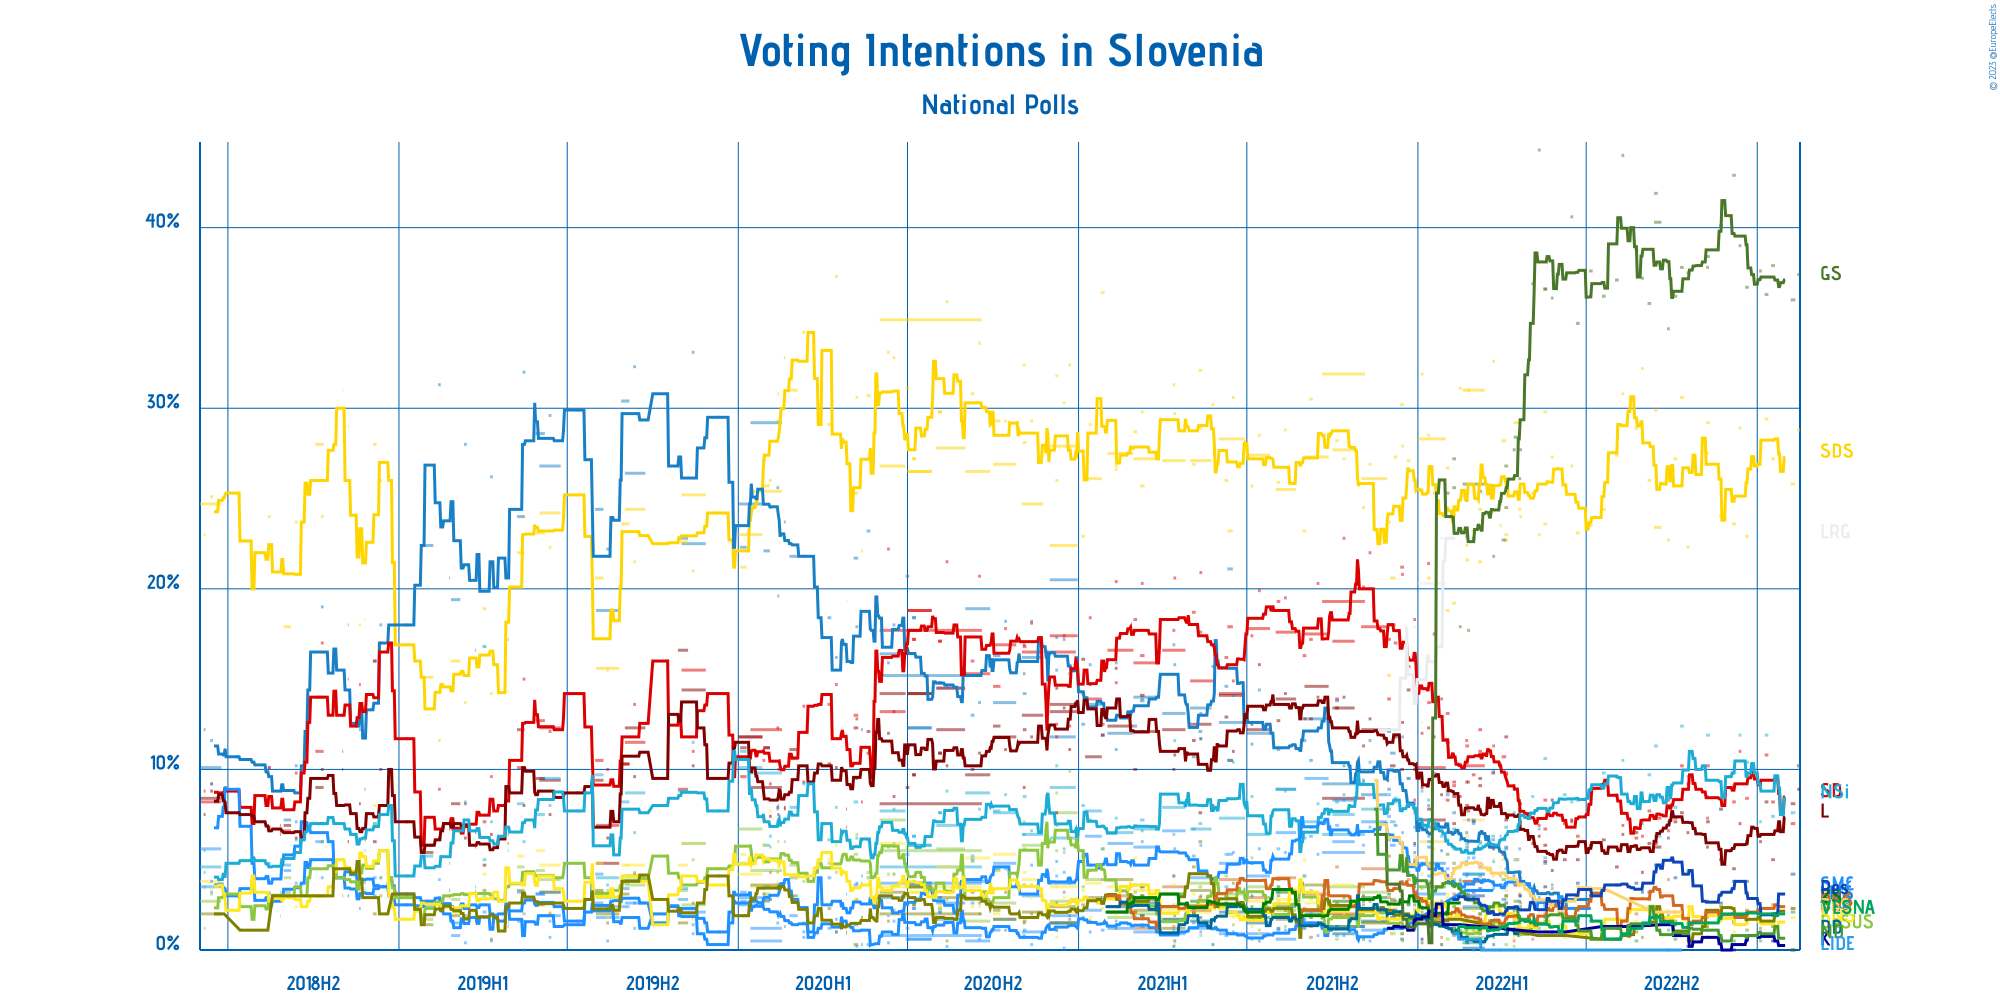 © 2023 @EuropeElects
Voting Intentions in Slovenia
National Polls
40%
30%
20%
10%
0%
GS
SDS
LRG
NSi
L
VESNA
LIDE
2018H2
2019H1
2019H2
2020H1
2020H2
2021H1
2021H2
2022H1
2022H2